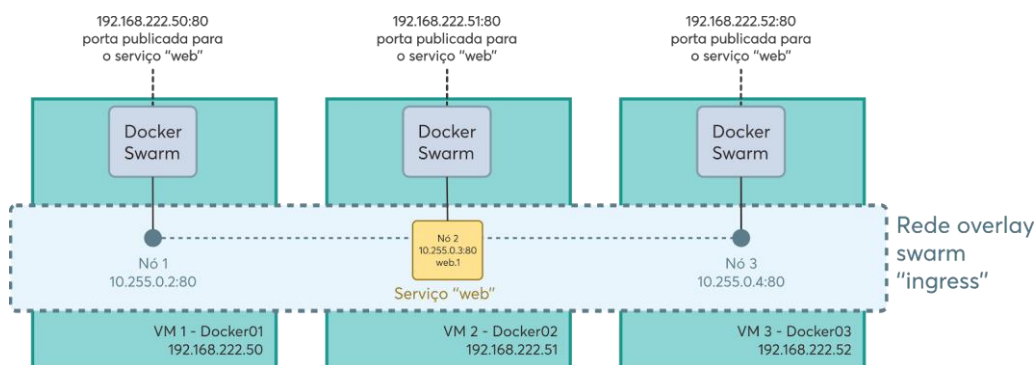 192.168.222.50:80
porta publicada para
o serviço “web”
192.168.222.51:80
porta publicada para
o serviço “web”
192.168.222.52:80
porta publicada para
o serviço “web”
Docker
Swarm
Docker
Swarm
Docker
Swarm
Nó 1
10.255.0.2:80
Nó 2
10.255.0.3:80
web.1
Serviço “web”
Nó 3
10.255.0.4:80
Rede overlay
swarm
“ingress”
VM 1 - Docker01
192.168.222.50
VM 2 - Docker02
192.168.222.51
VM 3 - Docker03
192.168.222.52